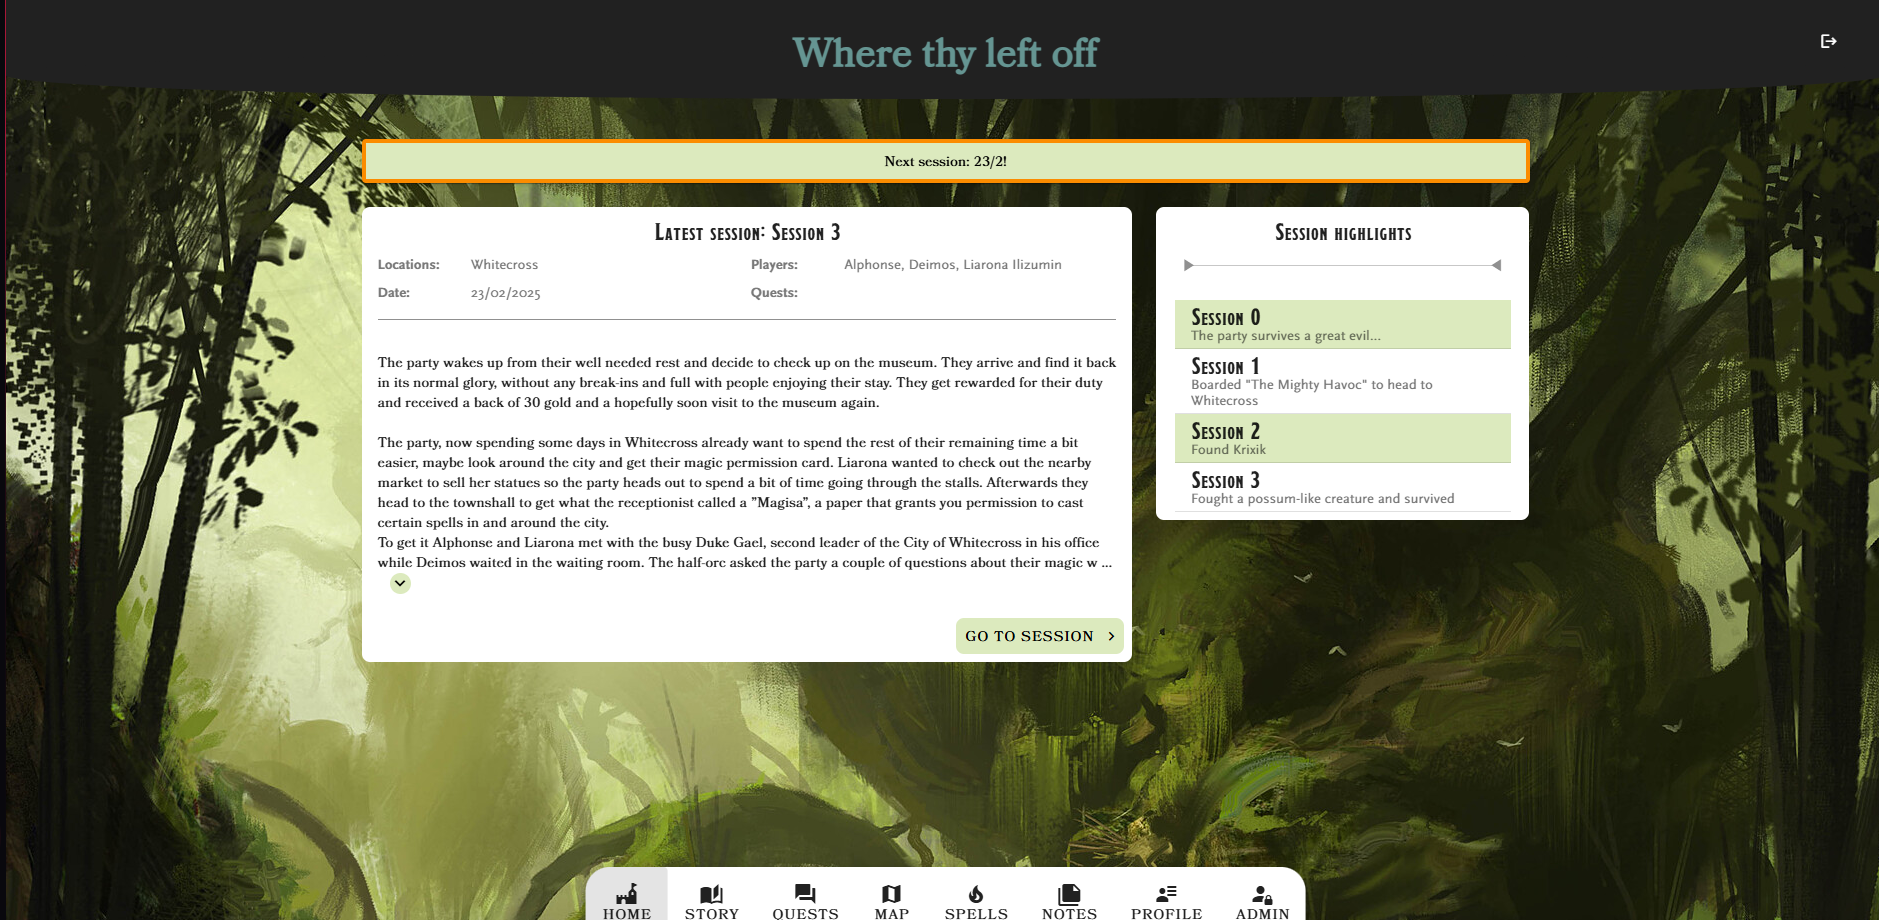 Where thy left off
Next session: 23/2!
Latest session: Session 3
Locations: Whitecross Players: Alphonse, Deimos, Liarona Ilizumin
Date: 23/02/2025 Quests:
The party wakes up from their well needed rest and decide to check up on the museum. They arrive and find it back
in its normal glory, without any break-ins and full with people enjoying their stay. They get rewarded for their duty
and received a back of 30 gold and a hopefully soon visit to the museum again.
The party, now spending some days in Whitecross already want to spend the rest of their remaining time a bit
easier, maybe look around the city and get their magic permission card. Liarona wanted to check out the nearby
market to sell her statues so the party heads out to spend a bit of time going through the stalls. Afterwards they
head to the townshall to get what the receptionist called a "Magisa", a paper that grants you permission to cast
certain spells in and around the city.
To get it Alphonse and Liarona met with the busy Duke Gael, second leader of the City of Whitecross in his office
while Deimos waited in the waiting room. The half-orc asked the party a couple of questions about their magic w ...
GO TO SESSION
Session highlights
Session 0
The party survives a great evil...
Session 1
Boarded "The Mighty Havoc" to head to
Whitecross
Session 2
Found Krixik
Session 3
Fought a possum-like creature and survived
HOME STORY QUESTS MAP SPELLS NOTES PROFILE ADMIN